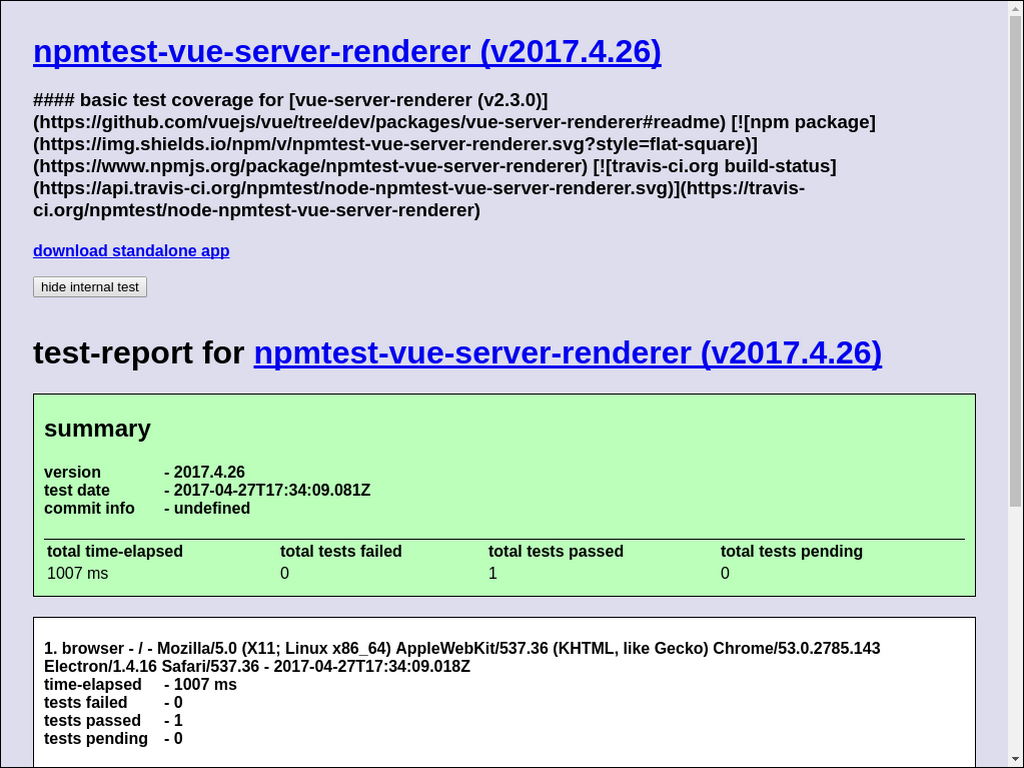 npmtest-vue-server-renderer (v2017.4.26)
#### basic test coverage for [vue-server-renderer (v2.3.0)]
(https://github.com/vuejs/vue/tree/dev/packages/vue-server-renderer#readme) [![npm package]
(https://img.shields.io/npm/v/npmtest-vue-server-renderer.svg?style=flat-square)]
(https://www.npmjs.org/package/npmtest-vue-server-renderer) [![travis-ci.org build-status]
(https://api.travis-ci.org/npmtest/node-npmtest-vue-server-renderer.svg)](https://travis-
ci.org/npmtest/node-npmtest-vue-server-renderer)
download standalone app
hide internal test
test-report for npmtest-vue-server-renderer (v2017.4.26)
summary
version - 2017.4.26
test date - 2017-04-27T17:34:09.081Z
commit info - undefined
total time-elapsed total tests failed total tests passed total tests pending
1007 ms 0 1 0
1. browser - / - Mozilla/5.0 (X11; Linux x86_64) AppleWebKit/537.36 (KHTML, like Gecko) Chrome/53.0.2785.143
Electron/1.4.16 Safari/537.36 - 2017-04-27T17:34:09.018Z
time-elapsed - 1007 ms
tests failed - 0
tests passed - 1
tests pending - 0